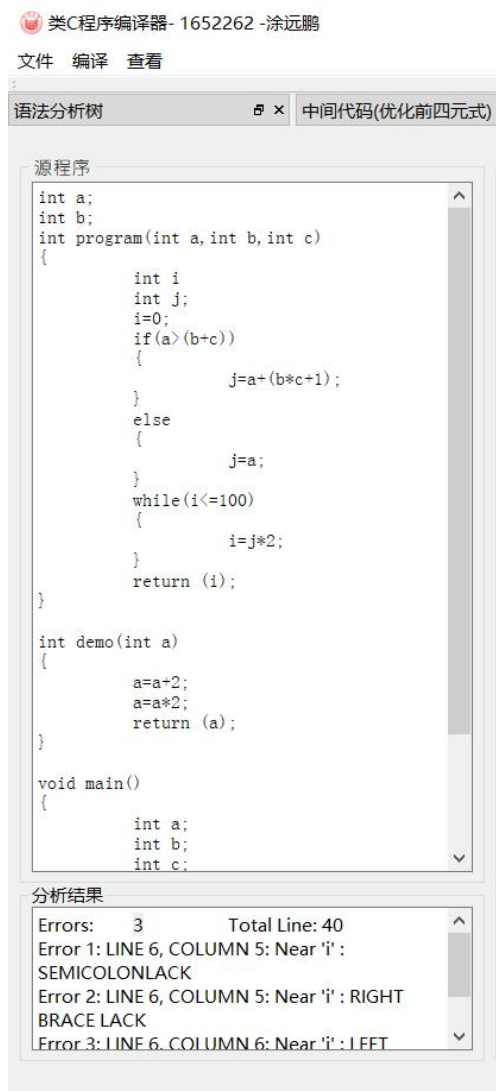 类C程序编译器- 1652262 -涂远鹏
文件 编译 查看
语法分析树 中间代码(优化前四元式)
源程序
int a;
int b;
int program(int a,int b,int c)
{
int i
int j;
i=0;
if(a>(b+c))
{
j=a+(b*c+1);
}
else
{
j=a;
}
while(i<=100)
{
i=j*2;
}
return (i);
}
int demo(int a)
{
a=a+2;
a=a*2;
return (a);
}
void main()
{
int a;
int b;
int c;
分析结果
Errors: 3 Total Line: 40
Error 1: LINE 6, COLUMN 5: Near 'i' :
SEMICOLONLACK
Error 2: LINE 6, COLUMN 5: Near 'i' : RIGHT
BRACE LACK
Error 3: LINE 6, COLUMN 6: Near 'i' : LEFT